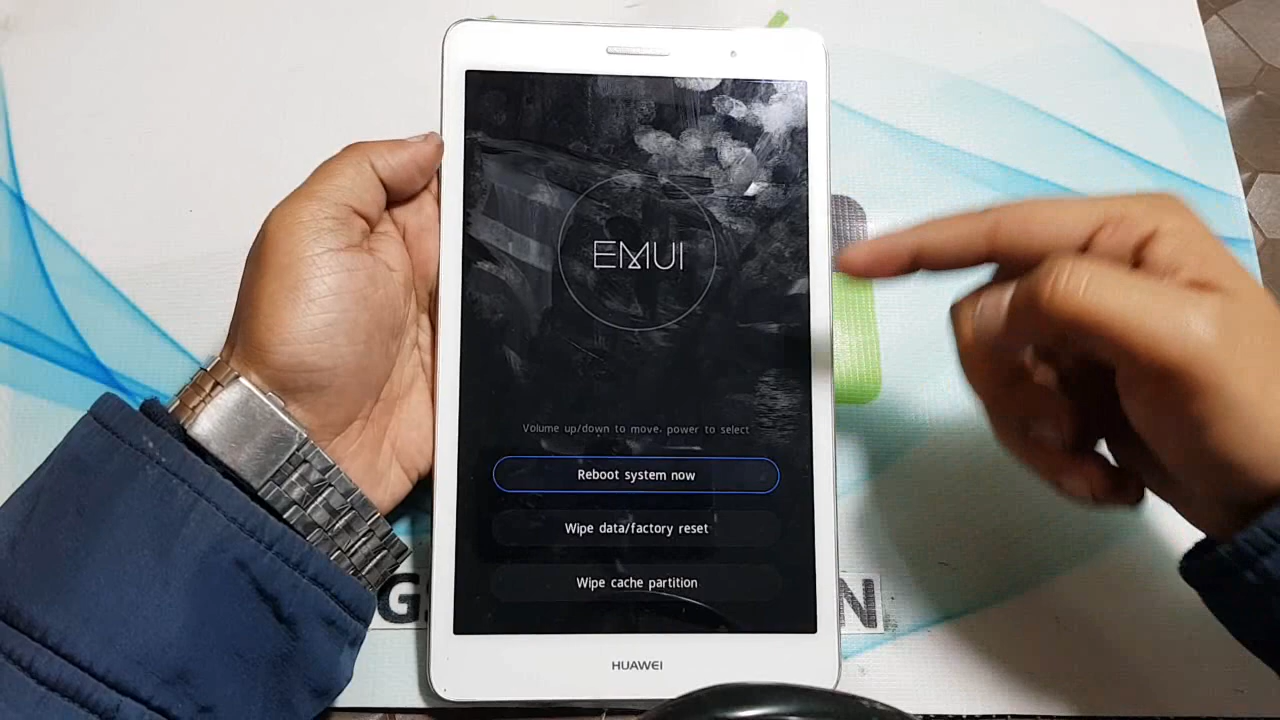 EMUI
Volume up/down to move, power to select
Reboot system now
Wipe data/factory reset
Wipe cache partition
HUAWEI